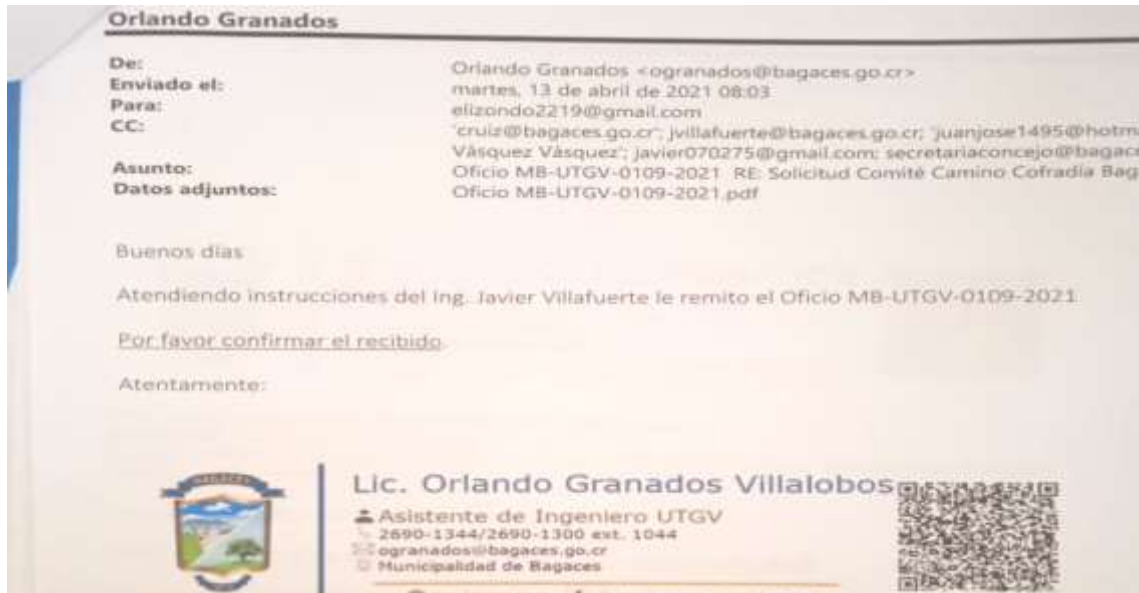 Orlando Granados
De: Orlando Granados <ogranados@bagaces.go.cr>
Enviado el: martes, 13 de abril de 2021 08:03
Para: elizondo2219@gmail.com
CC: 'cruiz@bagaces.go.cr'; jvillafuerte@bagaces.go.cr; 'juanjose1495@hotm
Vásquez Vásquez'; javier070275@gmail.com; secretariaconcejo@bagace
Asunto: Oficio MB-UTGV-0109-2021 RE: Solicitud Comité Camino Cofradía Bag
Datos adjuntos: Oficio MB-UTGV-0109-2021.pdf
Buenos días
Atendiendo instrucciones del Ing. Javier Villafuerte le remito el Oficio MB-UTGV-0109-2021
Por favor confirmar el recibido.
Atentamente:
BAGACES
Lic. Orlando Granados Villalobos
Asistente de Ingeniero UTGV
2690-1344/2690-1300 ext. 1044
ogranados@bagaces.go.cr
Municipalidad de Bagaces